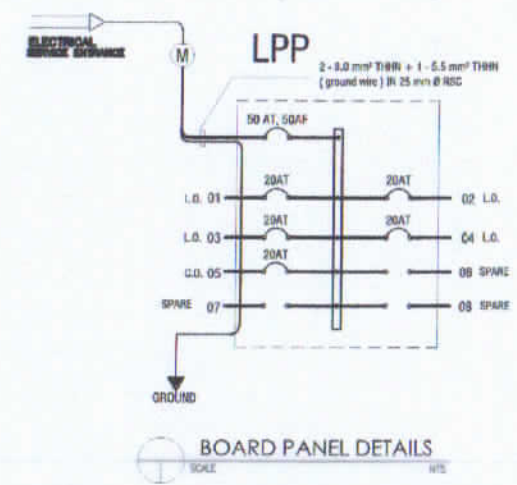 ELECTRICAL
SERVICE ENTRANCE
M
LPP
2 - 8.0 mm² THHN + 1 - 5.5 mm² THHN
( ground wire ) IN 25 mm Ø RSC
50 AT, 50AF
L.O. 01 20AT 20AT 02 L.O.
L.O. 03 20AT 20AT 04 L.O.
C.O. 05 20AT 06 SPARE
SPARE 07 08 SPARE
GROUND
BOARD PANEL DETAILS
SCALE NTS